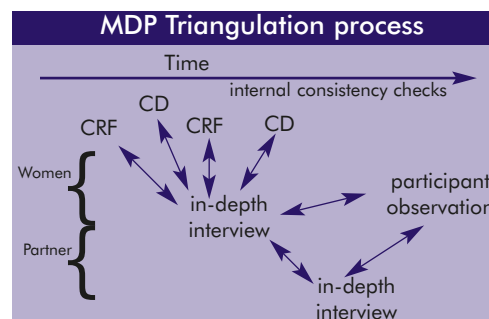 MDP Triangulation process
Time
internal consistency checks
CD
CRF
CRF
CD
Women
in-depth
interview
participant
observation
Partner
in-depth
interview